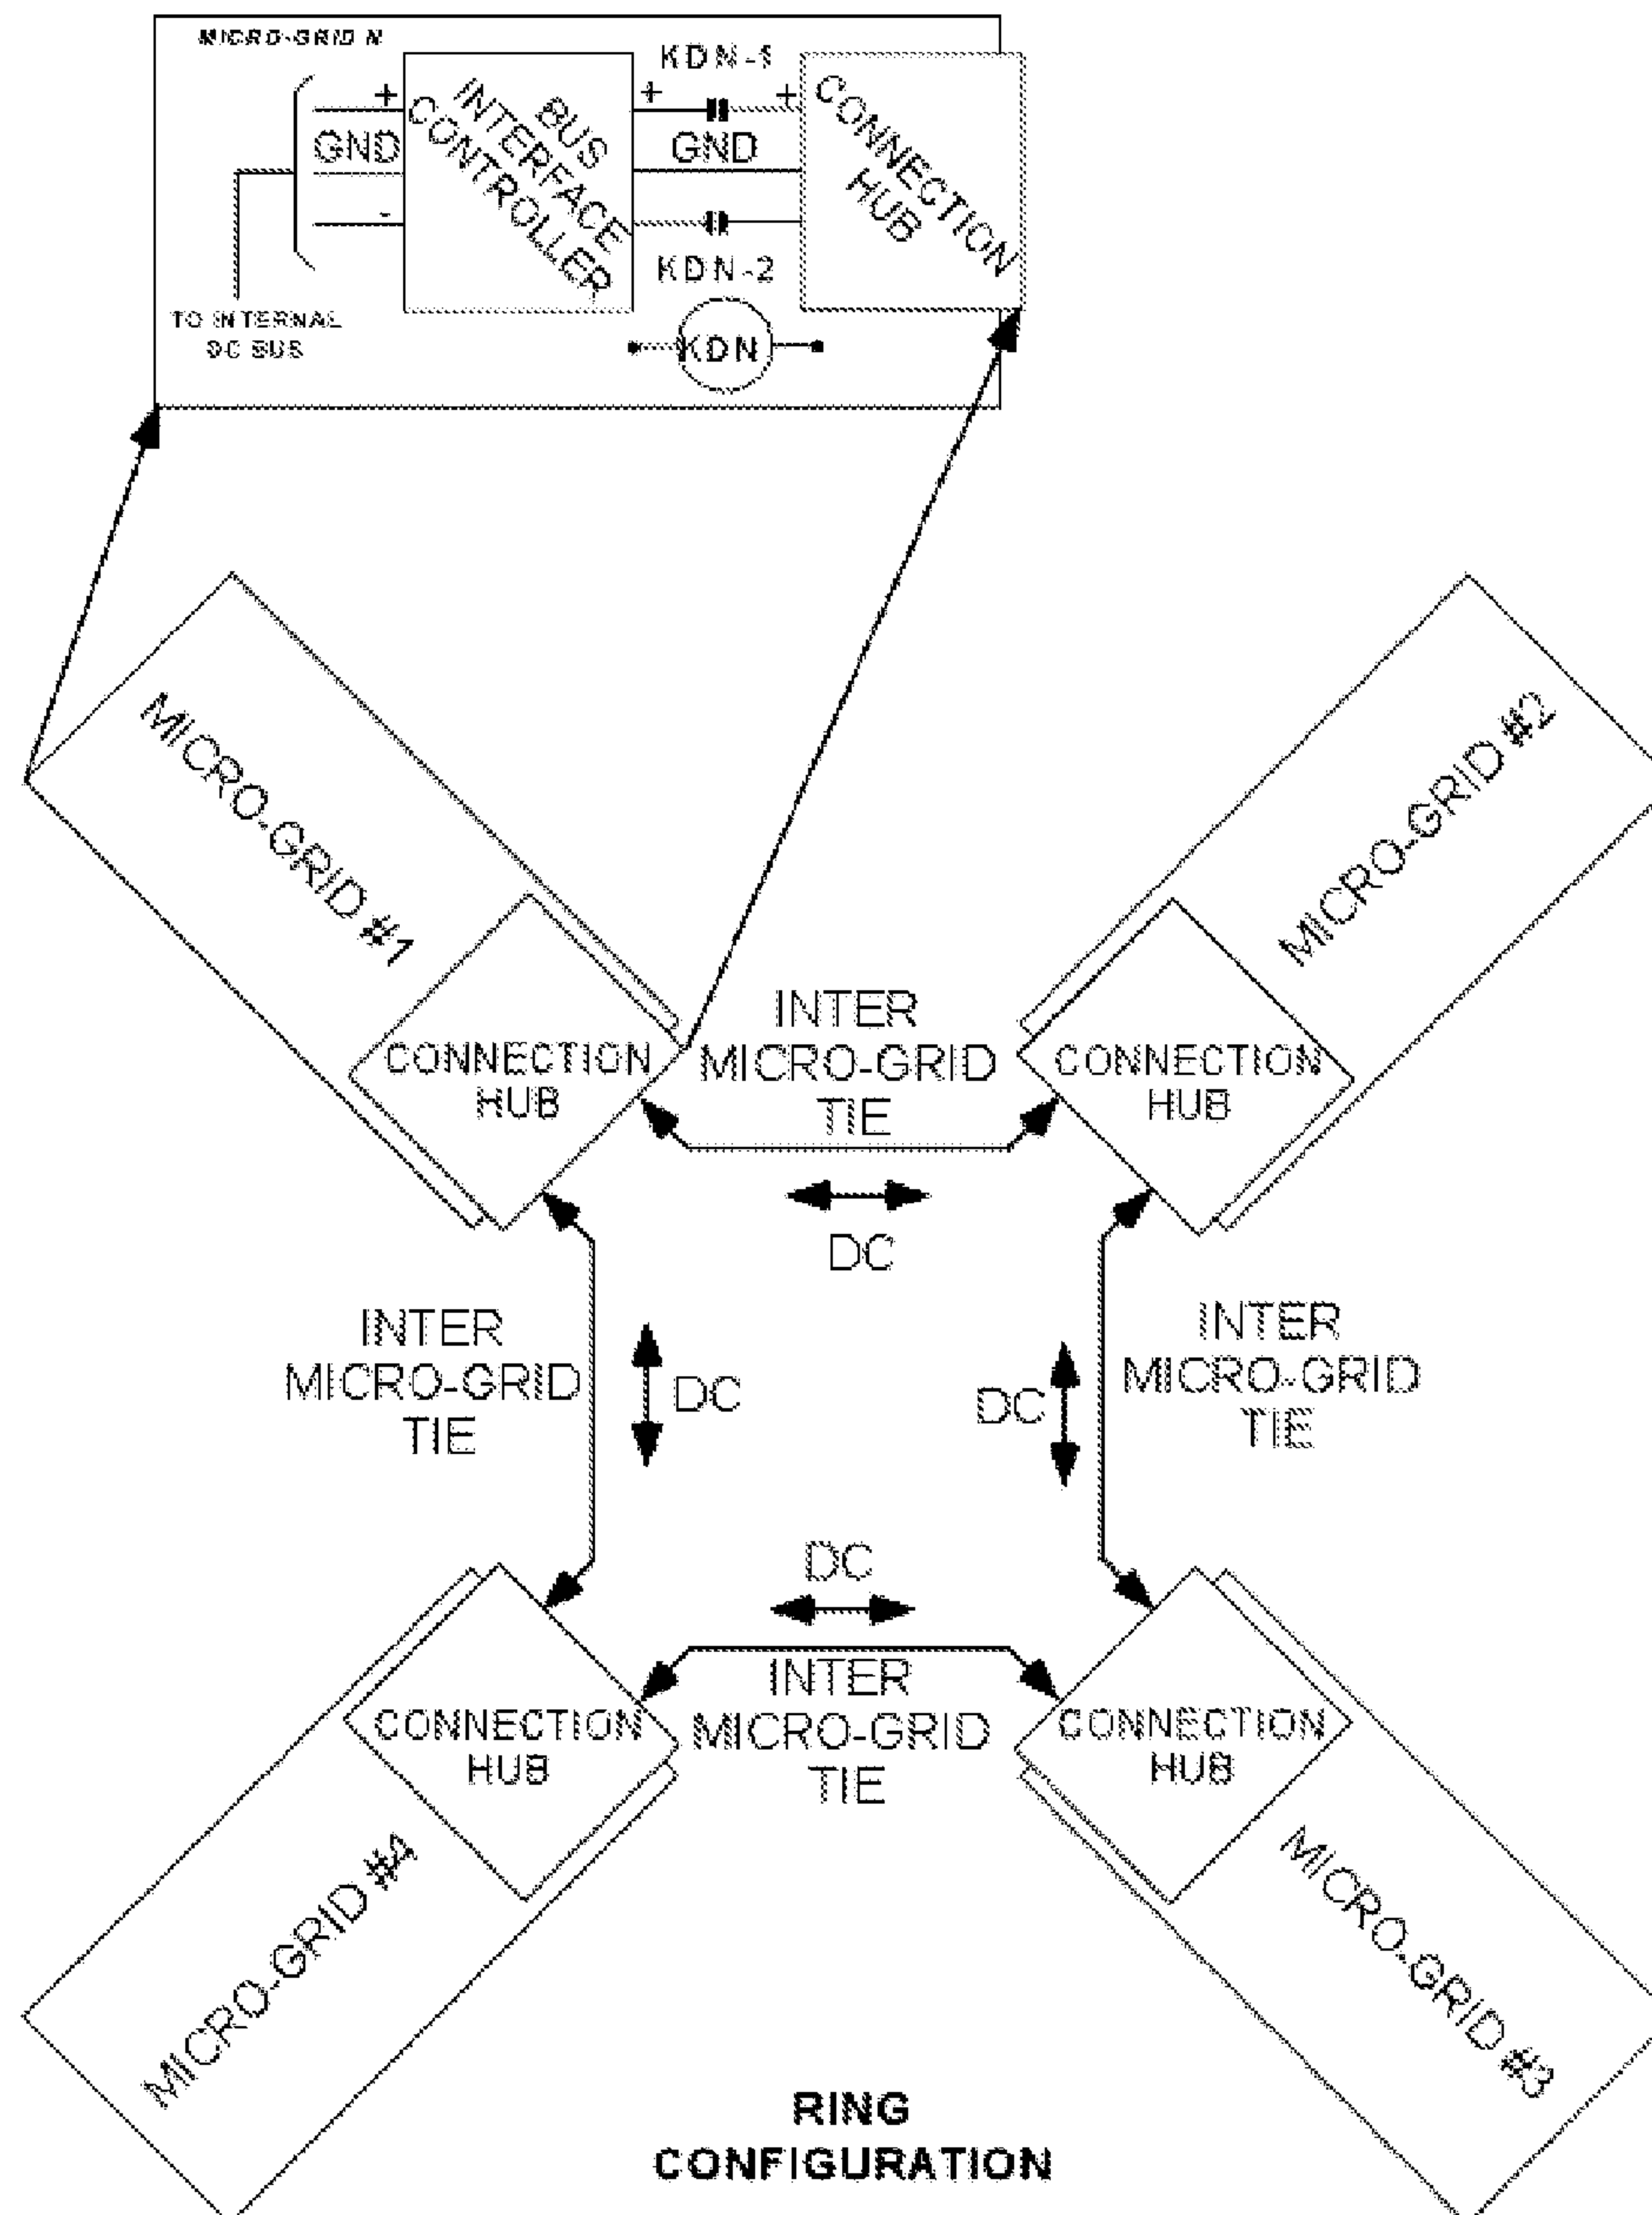 MICRO-GRID N
KDN-1
+
+
+
GND
GND
-
BUS
INTERFACE
CONTROLLER
CONNECTION
HUB
KDN-2
TO INTERNAL
DC BUS
KDN
MICRO-GRID #1
MICRO-GRID #2
CONNECTION
HUB
INTER
MICRO-GRID
TIE
CONNECTION
HUB
DC
INTER
MICRO-GRID
TIE
DC
DC
INTER
MICRO-GRID
TIE
DC
CONNECTION
HUB
INTER
MICRO-GRID
TIE
CONNECTION
HUB
MICRO-GRID #4
MICRO-GRID #3
RING
CONFIGURATION